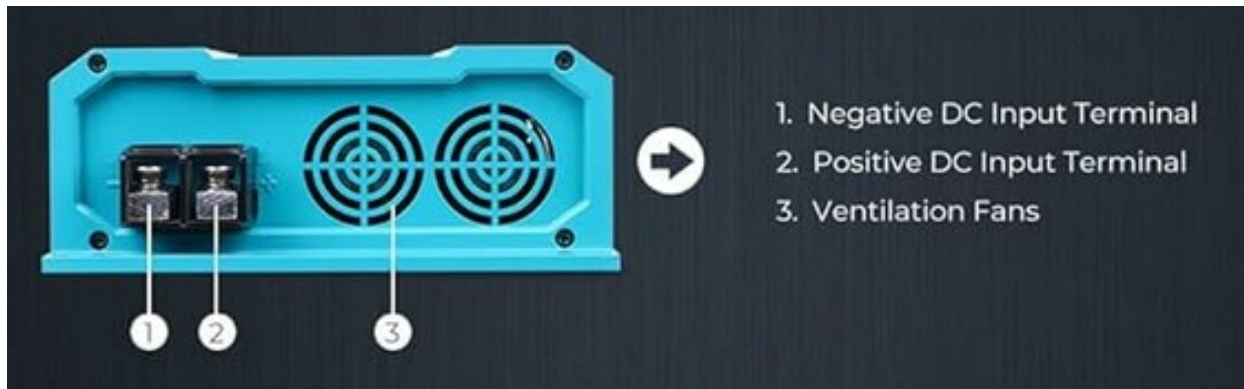 1. Negative DC Input Terminal
2. Positive DC Input Terminal
3. Ventilation Fans
1
2
3